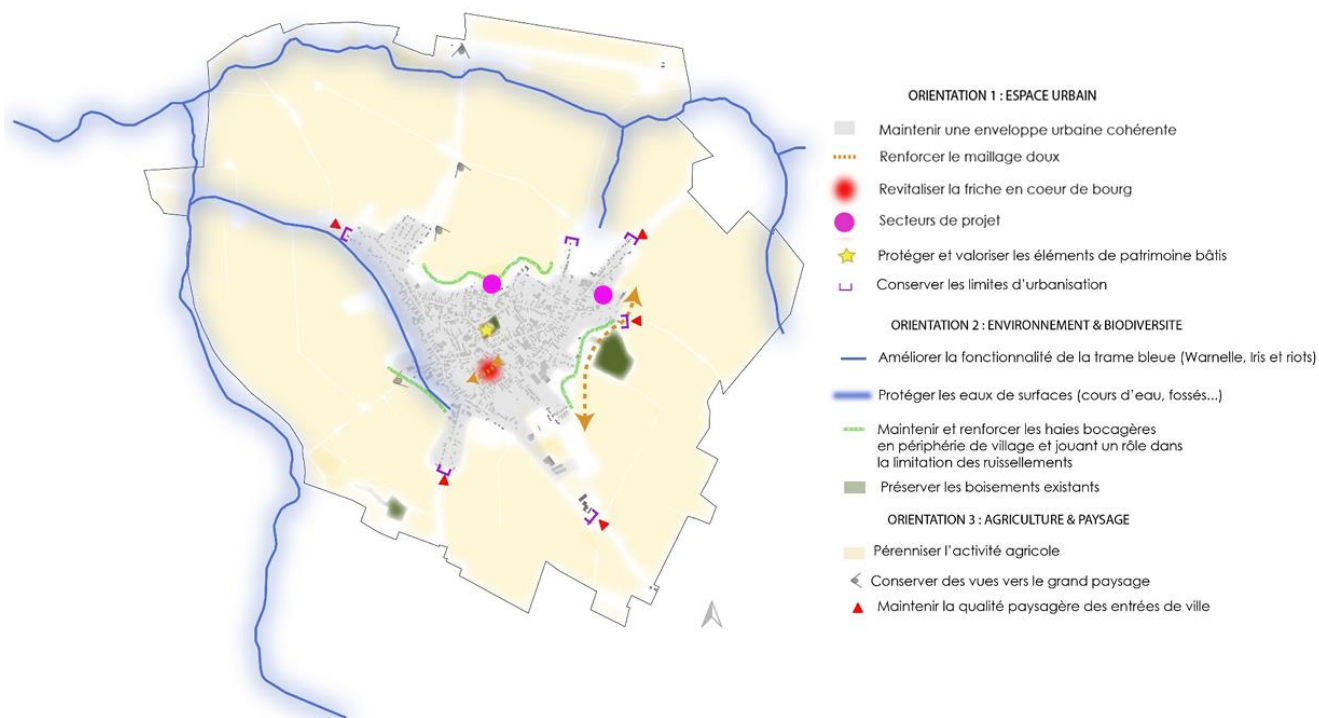 ORIENTATION 1 : ESPACE URBAIN
Maintenir une enveloppe urbaine cohérente
Renforcer le maillage doux
Revitaliser la friche en coeur de bourg
Secteurs de projet
Protéger et valoriser les éléments de patrimoine bâtis
Conserver les limites d'urbanisation
ORIENTATION 2 : ENVIRONNEMENT & BIODIVERSITE
Améliorer la fonctionnalité de la trame bleue (Warnelle, Iris et riots)
Protéger les eaux de surfaces (cours d'eau, fossés...)
Maintenir et renforcer les haies bocagères
en périphérie de village et jouant un rôle dans
la limitation des ruissellements
Préserver les boisements existants
ORIENTATION 3 : AGRICULTURE & PAYSAGE
Pérenniser l'activité agricole
Conserver des vues vers le grand paysage
Maintenir la qualité paysagère des entrées de ville